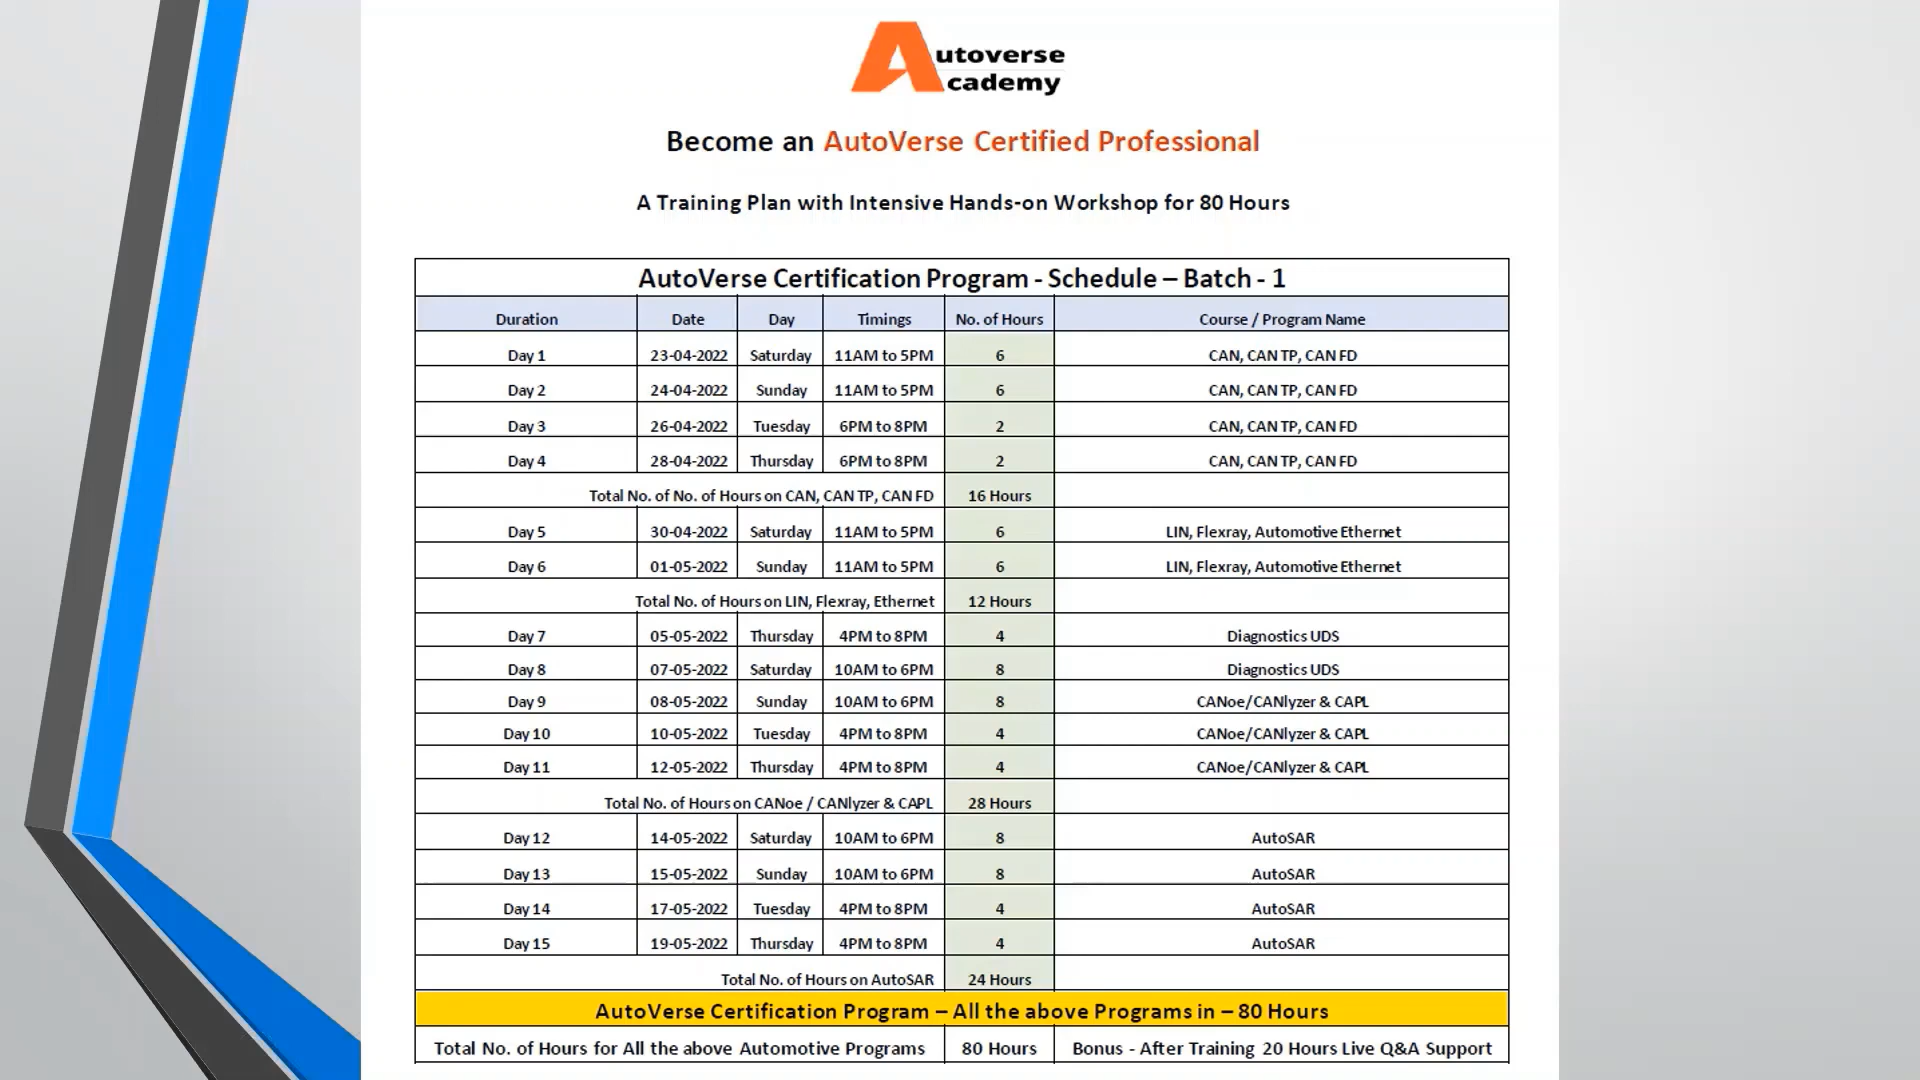 Autoverse
Academy
Become an AutoVerse Certified Professional
A Training Plan with Intensive Hands-on Workshop for 80 Hours
AutoVerse Certification Program - Schedule – Batch - 1
Duration Date Day Timings No. of Hours Course / Program Name
Day 1 23-04-2022 Saturday 11AM to 5PM 6 CAN, CAN TP, CAN FD
Day 2 24-04-2022 Sunday 11AM to 5PM 6 CAN, CAN TP, CAN FD
Day 3 26-04-2022 Tuesday 6PM to 8PM 2 CAN, CAN TP, CAN FD
Day 4 28-04-2022 Thursday 6PM to 8PM 2 CAN, CAN TP, CAN FD
Total No. of No. of Hours on CAN, CAN TP, CAN FD 16 Hours
Day 5 30-04-2022 Saturday 11AM to 5PM 6 LIN, Flexray, Automotive Ethernet
Day 6 01-05-2022 Sunday 11AM to 5PM 6 LIN, Flexray, Automotive Ethernet
Total No. of Hours on LIN, Flexray, Ethernet 12 Hours
Day 7 05-05-2022 Thursday 4PM to 8PM 4 Diagnostics UDS
Day 8 07-05-2022 Saturday 10AM to 6PM 8 Diagnostics UDS
Day 9 08-05-2022 Sunday 10AM to 6PM 8 CANoe/CANlyzer & CAPL
Day 10 10-05-2022 Tuesday 4PM to 8PM 4 CANoe/CANlyzer & CAPL
Day 11 12-05-2022 Thursday 4PM to 8PM 4 CANoe/CANlyzer & CAPL
Total No. of Hours on CANoe / CANlyzer & CAPL 28 Hours
Day 12 14-05-2022 Saturday 10AM to 6PM 8 AutoSAR
Day 13 15-05-2022 Sunday 10AM to 6PM 8 AutoSAR
Day 14 17-05-2022 Tuesday 4PM to 8PM 4 AutoSAR
Day 15 19-05-2022 Thursday 4PM to 8PM 4 AutoSAR
Total No. of Hours on AutoSAR 24 Hours
AutoVerse Certification Program – All the above Programs in – 80 Hours
Total No. of Hours for All the above Automotive Programs 80 Hours Bonus - After Training 20 Hours Live Q&A Support